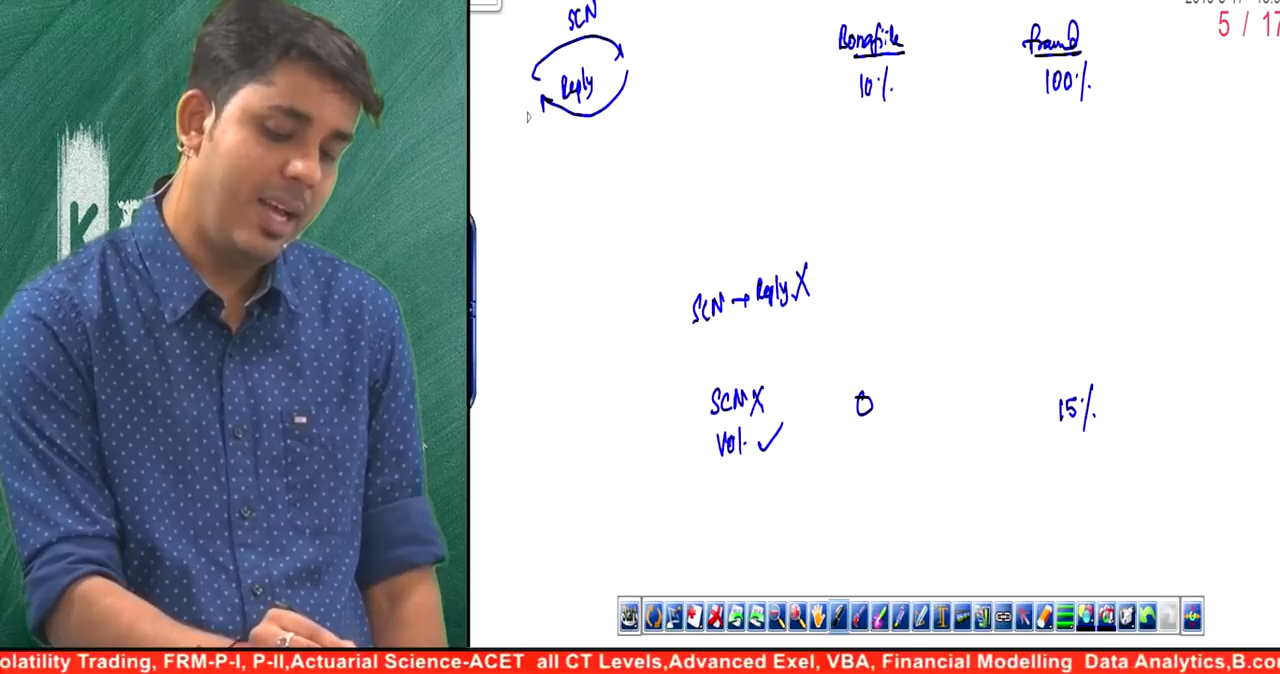 5 / 17
SCN
Reply
Bonafide
Fraud
10%
100%
SCN → Reply X
SCN X
0
15%
Vol. ✓
olatility Trading, FRM-P-I, P-II,Actuarial Science-ACET all CT Levels,Advanced Exel, VBA, Financial Modelling Data Analytics,B.co